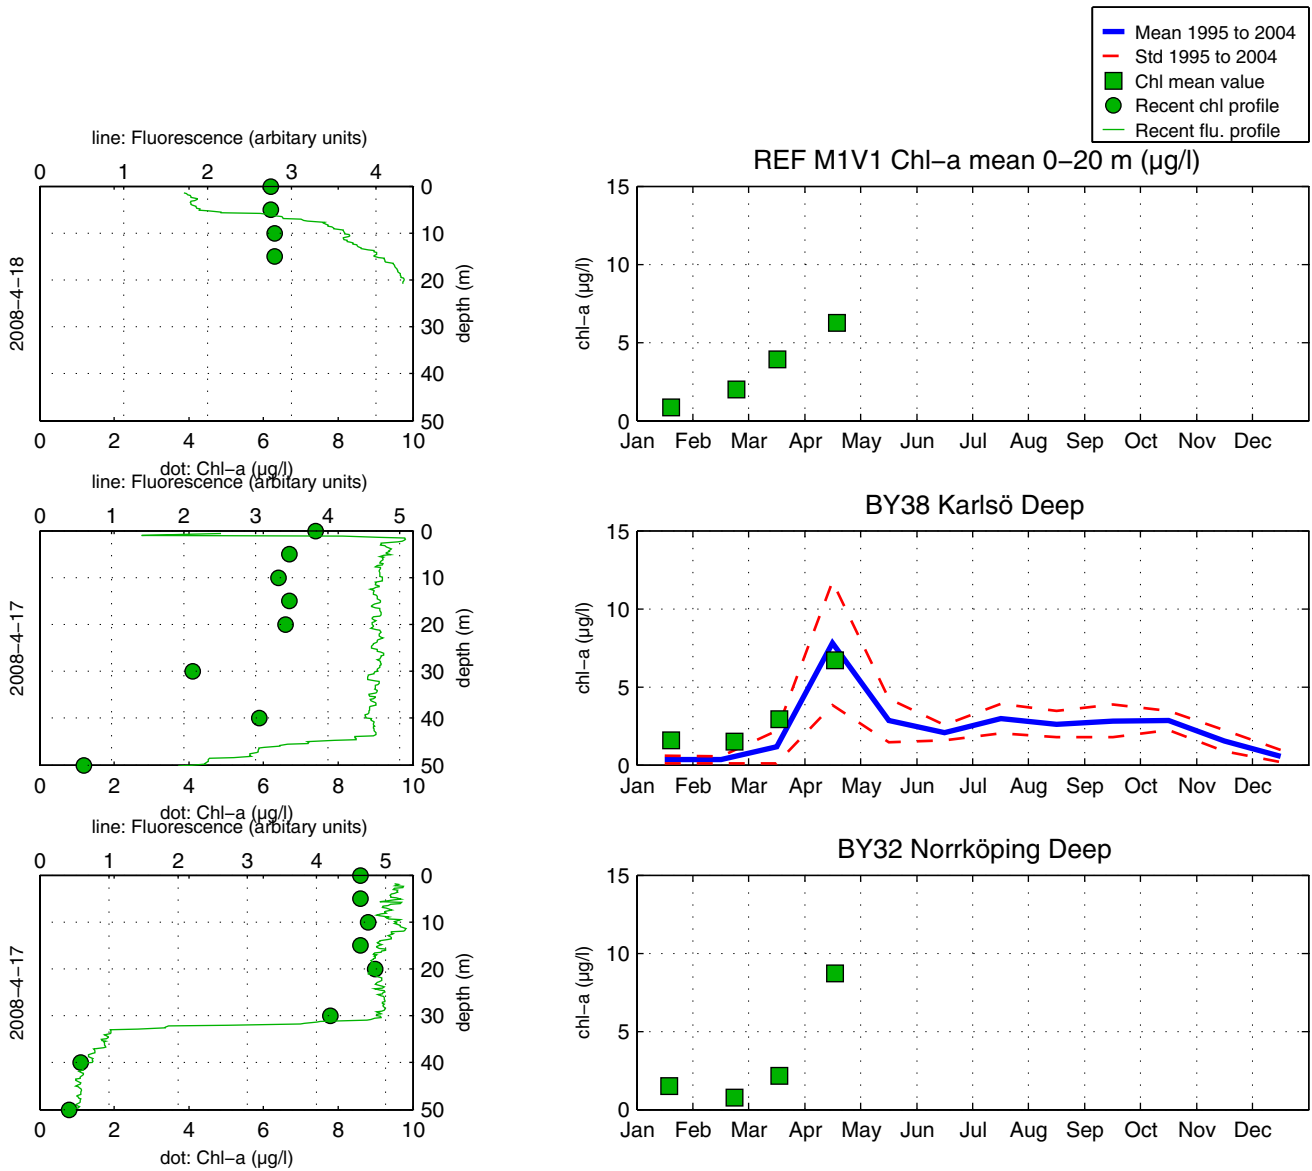 Mean 1995 to 2004
Std 1995 to 2004
Chl mean value
Recent chl profile
Recent flu. profile
line: Fluorescence (arbitary units)
0 1 2 3 4
2008−4−18
0
10
20
30
40
50
depth (m)
0 2 4 6 8 10
dot: Chl−a (µg/l)
REF M1V1 Chl−a mean 0−20 m (µg/l)
chl−a (µg/l)
15
10
5
0
Jan Feb Mar Apr May Jun Jul Aug Sep Oct Nov Dec
line: Fluorescence (arbitary units)
0 1 2 3 4 5
2008−4−17
0
10
20
30
40
50
depth (m)
0 2 4 6 8 10
dot: Chl−a (µg/l)
BY38 Karlsö Deep
chl−a (µg/l)
15
10
5
0
Jan Feb Mar Apr May Jun Jul Aug Sep Oct Nov Dec
line: Fluorescence (arbitary units)
0 1 2 3 4 5
2008−4−17
0
10
20
30
40
50
depth (m)
0 2 4 6 8 10
dot: Chl−a (µg/l)
BY32 Norrköping Deep
chl−a (µg/l)
15
10
5
0
Jan Feb Mar Apr May Jun Jul Aug Sep Oct Nov Dec